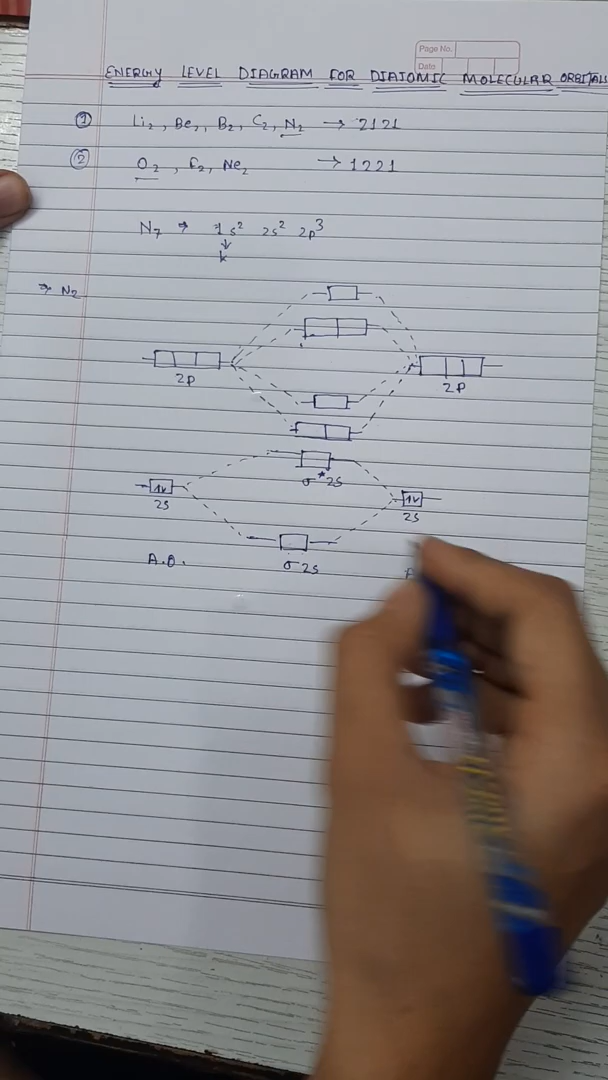 Page No.
Date
ENERGY LEVEL DIAGRAM FOR DIATOMIC MOLECULAR ORBITALS
① Li₂, Be₂, B₂, C₂, N₂ → 2121
② O₂, F₂, Ne₂ → 1221
N₇ → 1s² 2s² 2p³
↓
k
⇒ N₂
2p 2p
σ*2s
1v 1v
2s 2s
A.O. σ2s